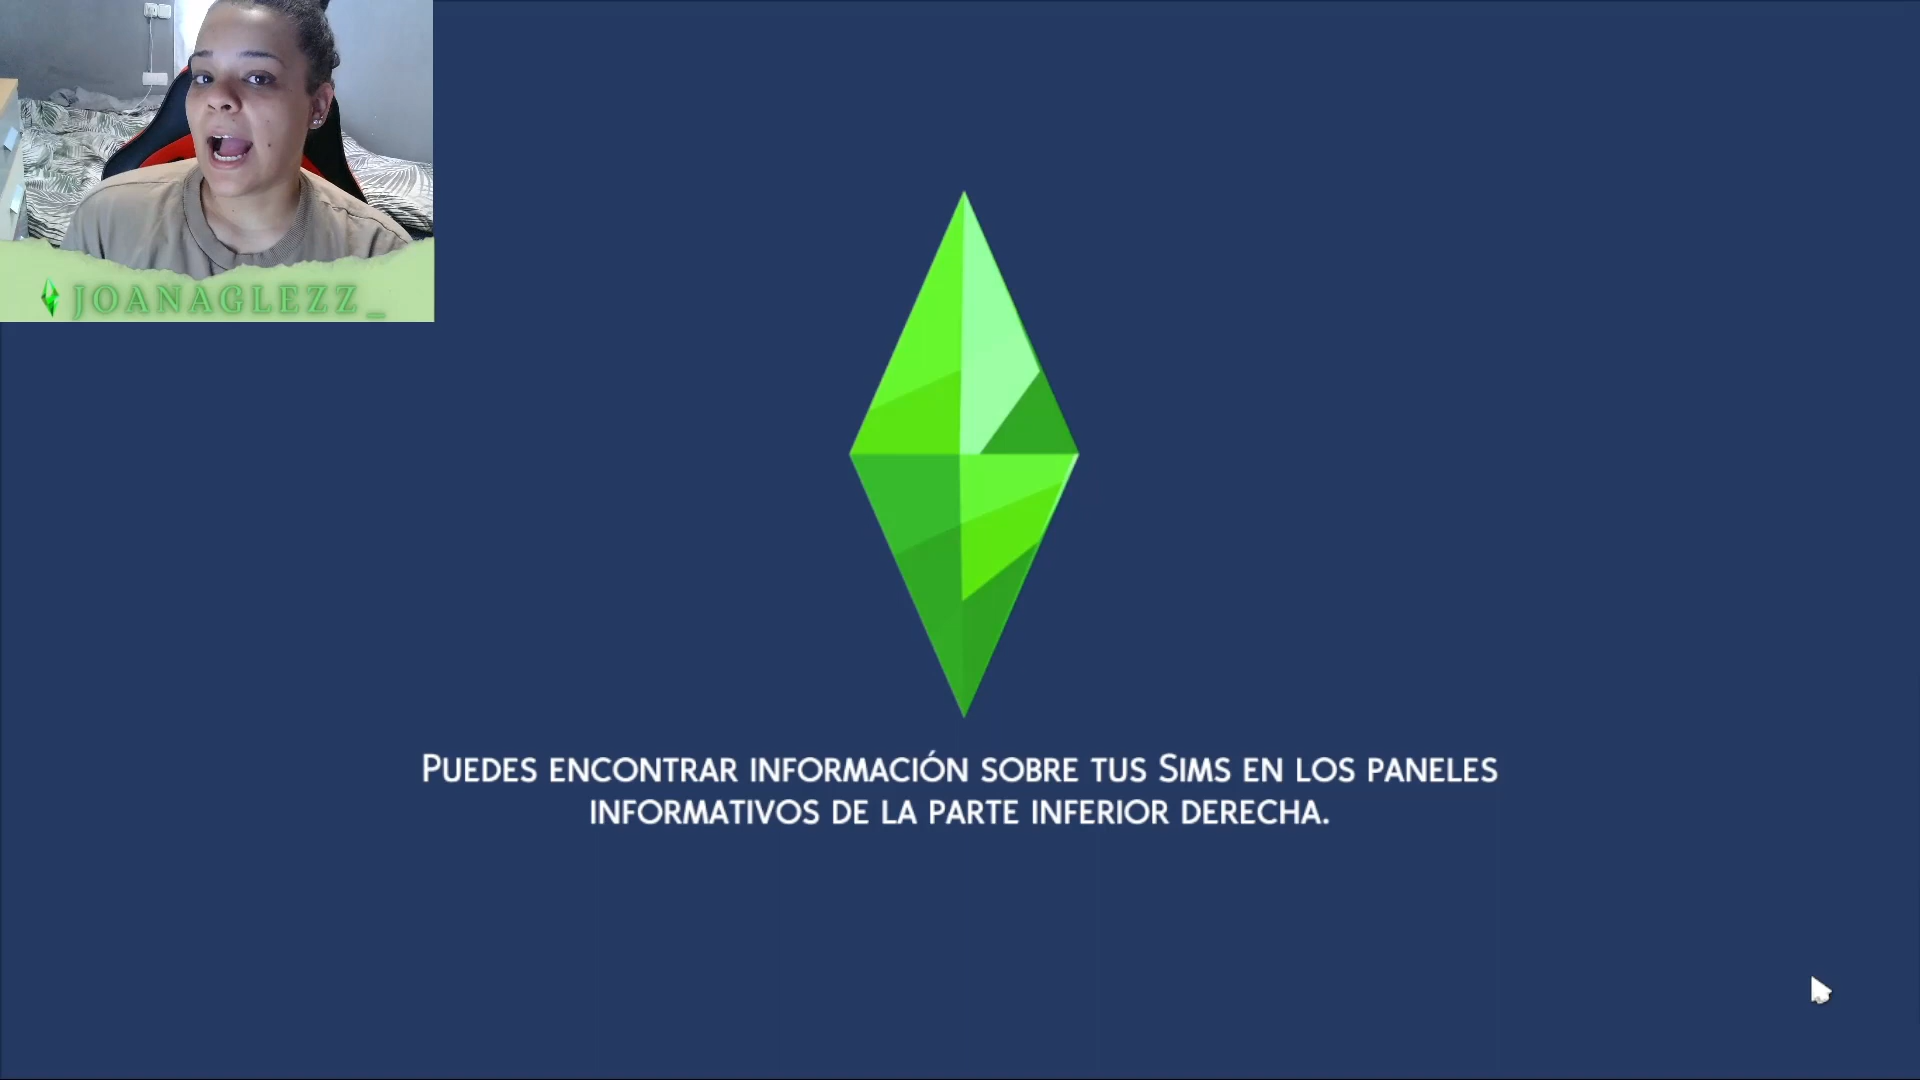 JOANAGLEZZ_
PUEDES ENCONTRAR INFORMACIÓN SOBRE TUS SIMS EN LOS PANELES
INFORMATIVOS DE LA PARTE INFERIOR DERECHA.